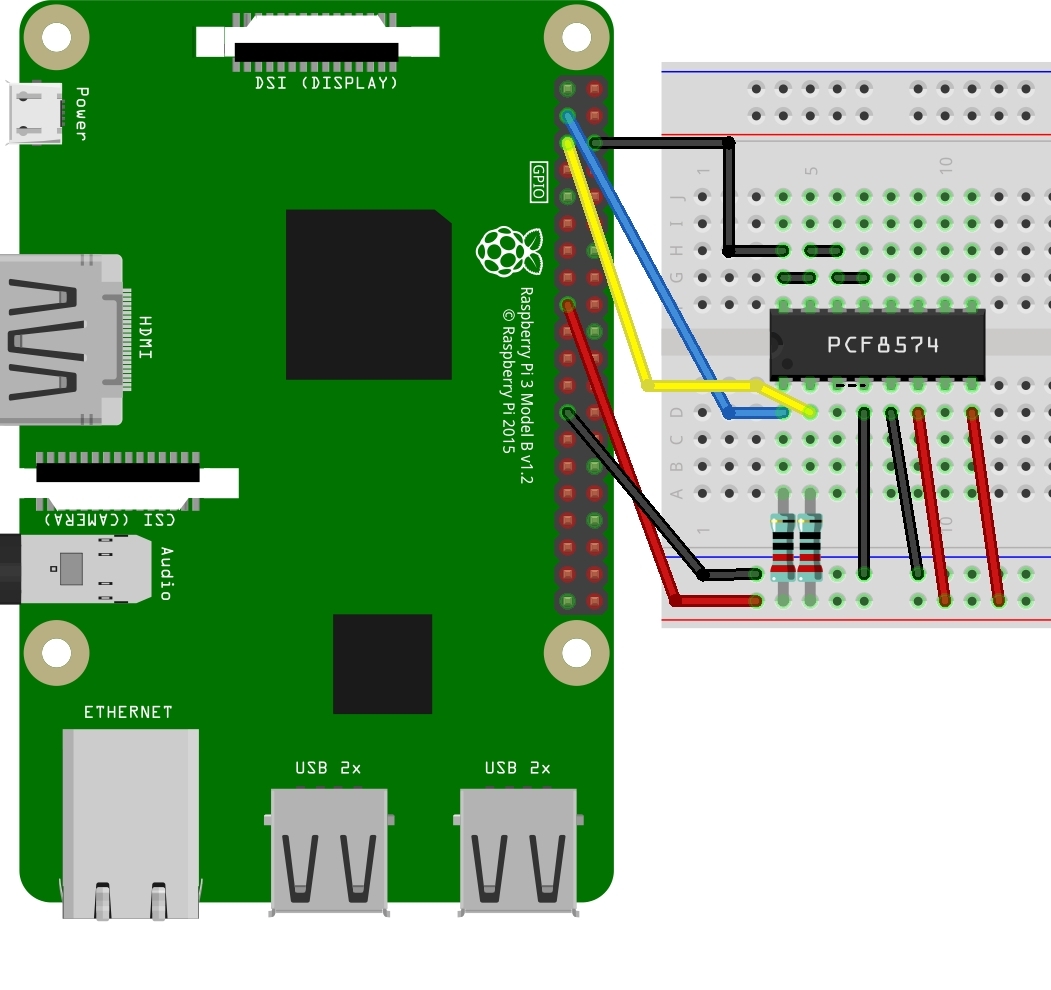 DSI (DISPLAY)
Power
GPIO
1
5
10
J
I
H
G
PCF8574
HDMI
Raspberry Pi 3 Model B v1.2
© Raspberry Pi 2015
D
C
B
A
1
10
CSI (CAMERA)
Audio
ETHERNET
USB 2x
USB 2x